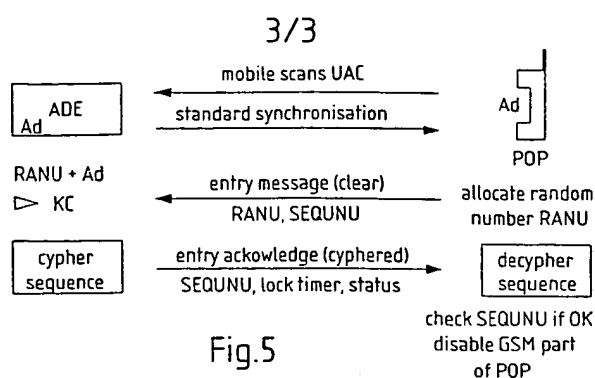 3/3
mobile scans UAC
ADE
Ad
standard synchronisation
Ad
POP
RANU + Ad
▷ KC
entry message (clear)
RANU, SEQUNU
allocate random
number RANU
cypher
sequence
entry ackowledge (cyphered)
SEQUNU, lock timer, status
decypher
sequence
check SEQUNU if OK
disable GSM part
of POP
Fig.5